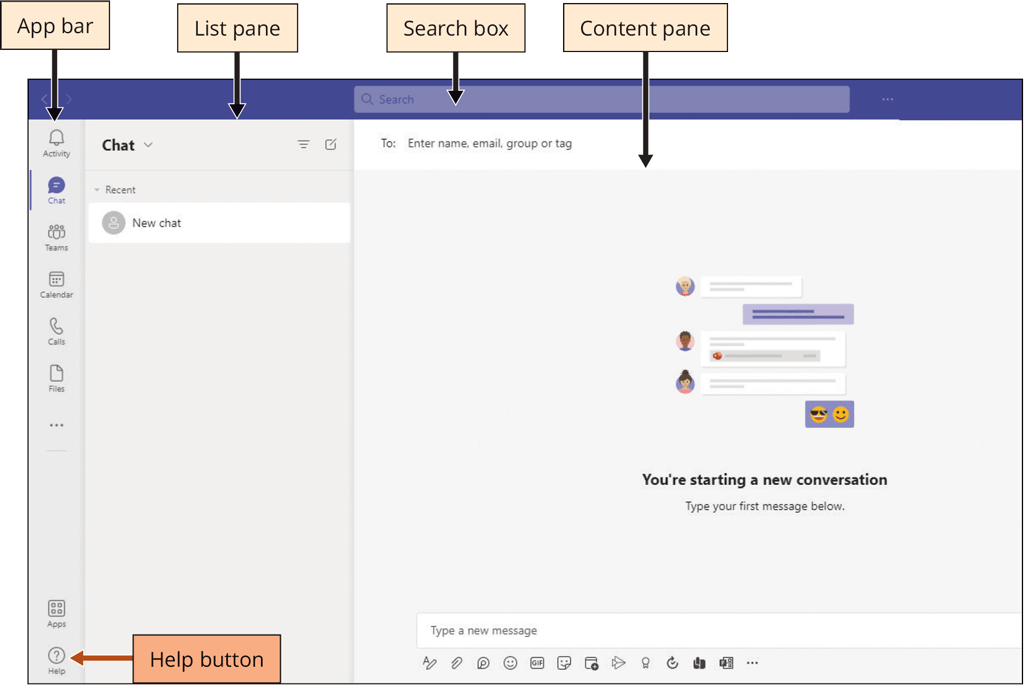 App bar
List pane
Search box
Content pane
Search
Activity
Chat
Teams
Calendar
Calls
Files
Apps
Help
Chat
Recent
New chat
To: Enter name, email, group or tag
You're starting a new conversation
Type your first message below.
Type a new message
GIF
Help button